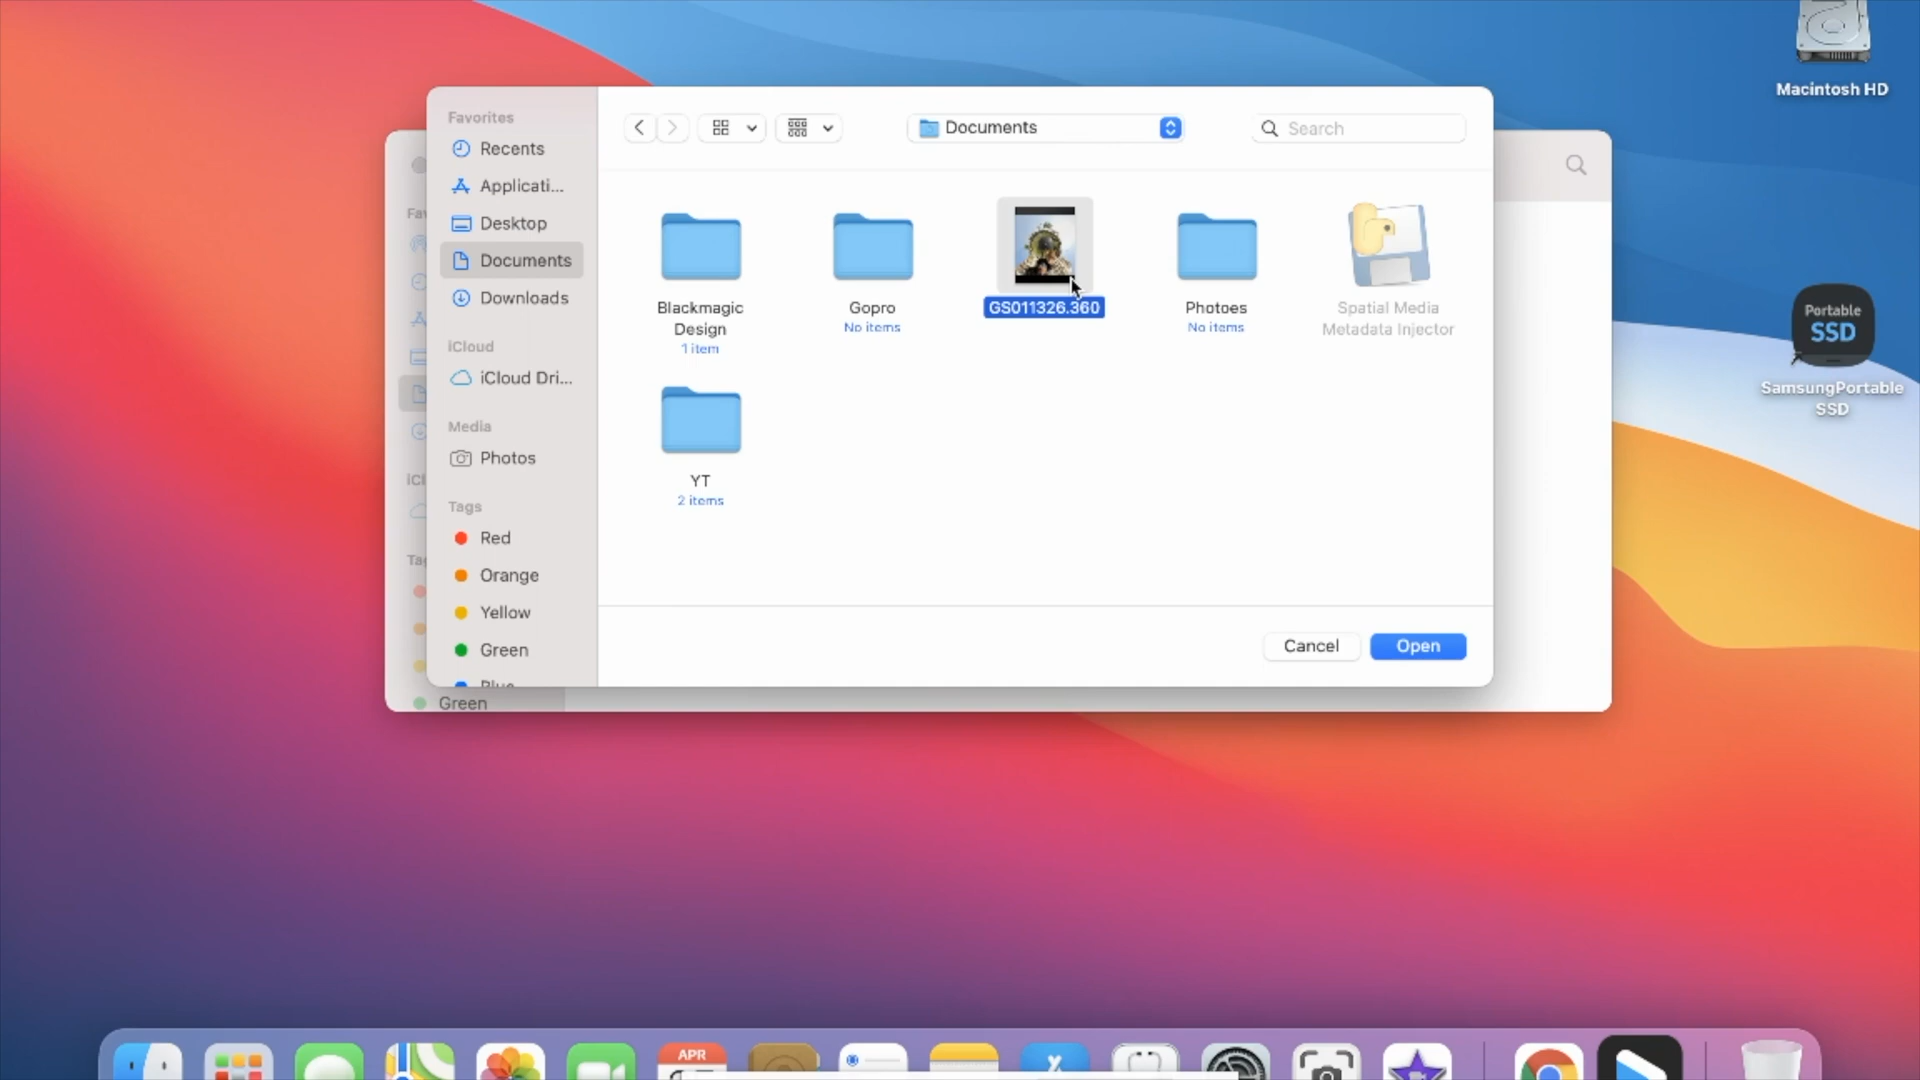 Macintosh HD
Favorites
Recents
Applicati...
Desktop
Documents
Downloads
iCloud
iCloud Dri...
Media
Photos
Tags
Red
Orange
Yellow
Green
Documents
Search
Blackmagic
Design
1 item
Gopro
No items
GS011326.360
Photoes
No items
Spatial Media
Metadata Injector
YT
2 items
Cancel
Open
Green
Portable
SSD
SamsungPortable
SSD
APR